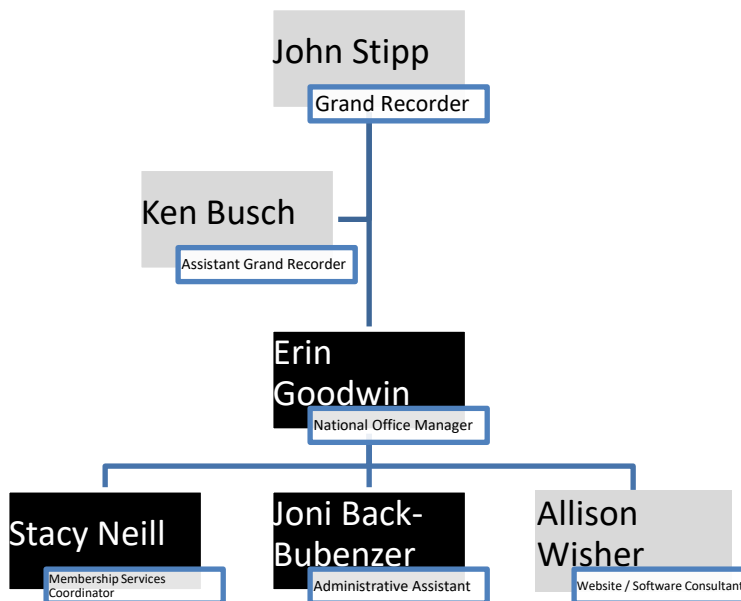 John Stipp
Grand Recorder
Ken Busch
Assistant Grand Recorder
Erin
Goodwin
National Office Manager
Stacy Neill
Membership Services
Coordinator
Joni Back-
Bubenzer
Administrative Assistant
Allison
Wisher
Website / Software Consultant